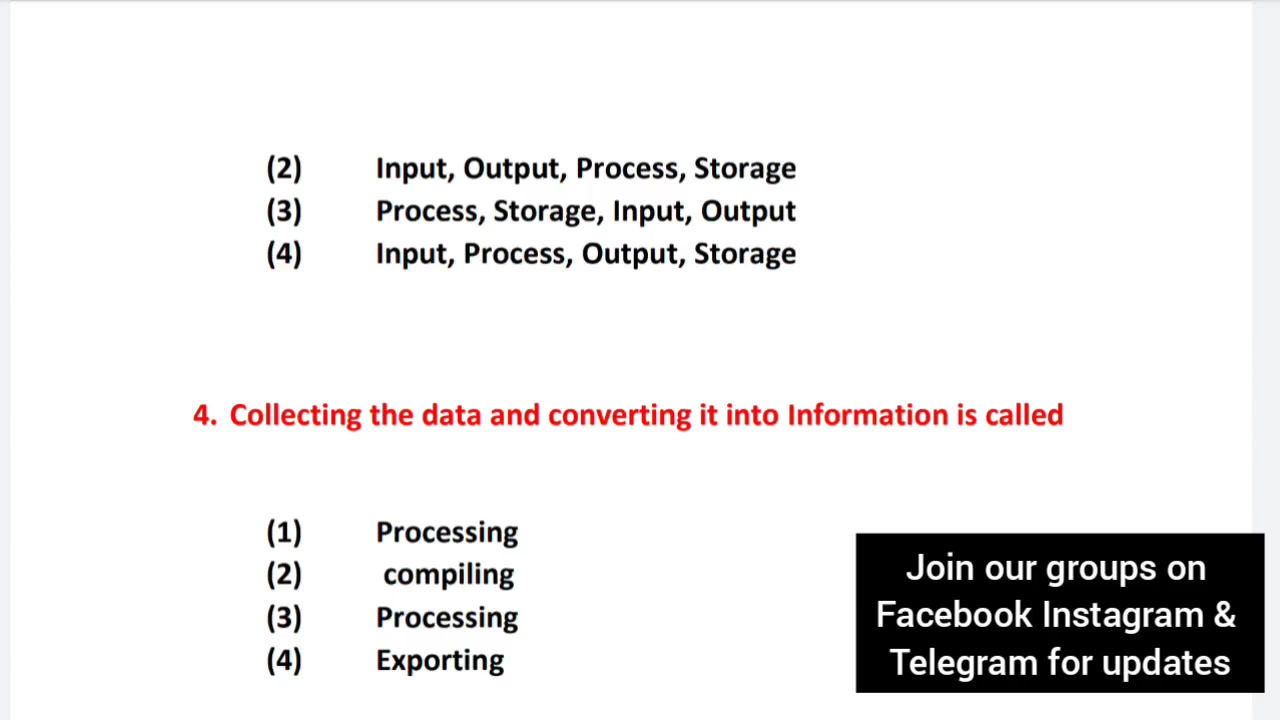 (2) Input, Output, Process, Storage
(3) Process, Storage, Input, Output
(4) Input, Process, Output, Storage
4. Collecting the data and converting it into Information is called
(1) Processing
(2) compiling
(3) Processing
(4) Exporting
Join our groups on
Facebook Instagram &
Telegram for updates